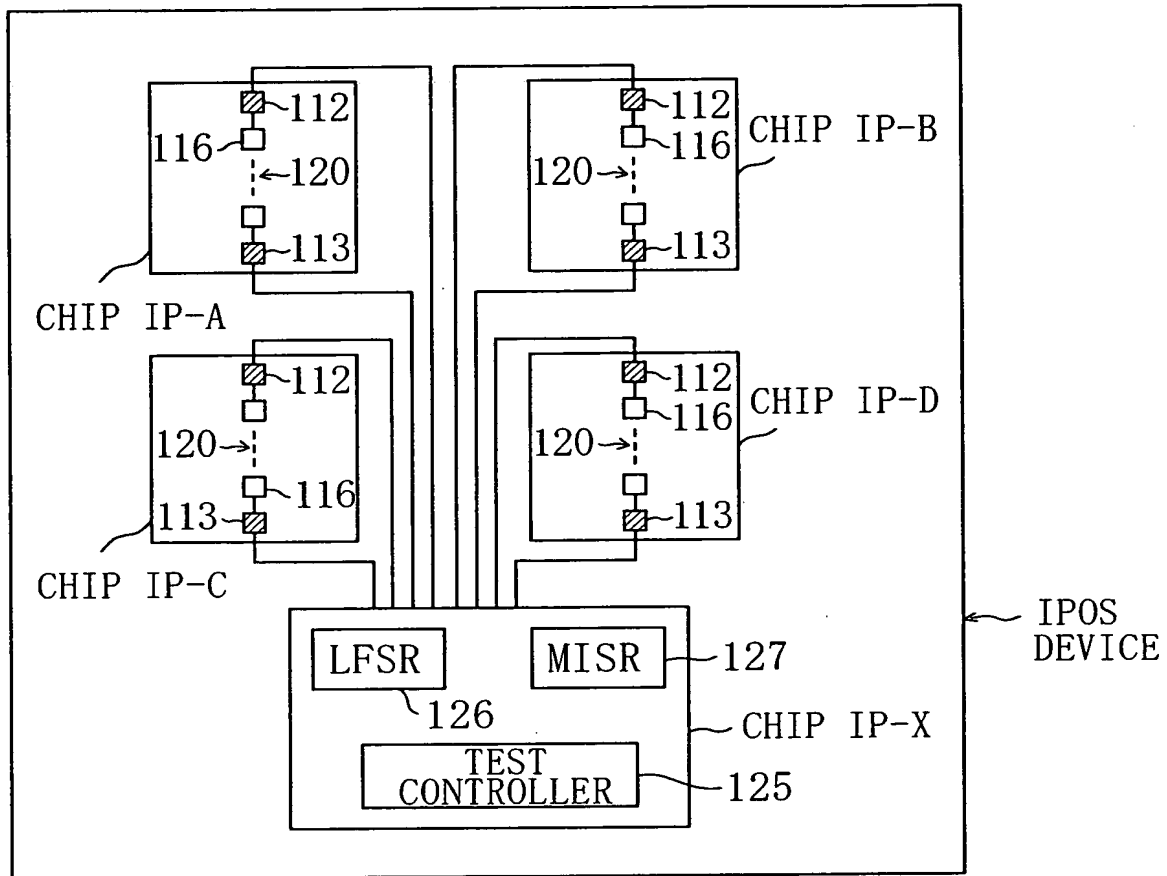 112
116
120
113
CHIP IP-A
112
CHIP IP-B
116
120
113
112
120
116
113
CHIP IP-C
112
CHIP IP-D
116
120
113
IPOS
DEVICE
LFSR
126
MISR
127
CHIP IP-X
TEST
CONTROLLER
125